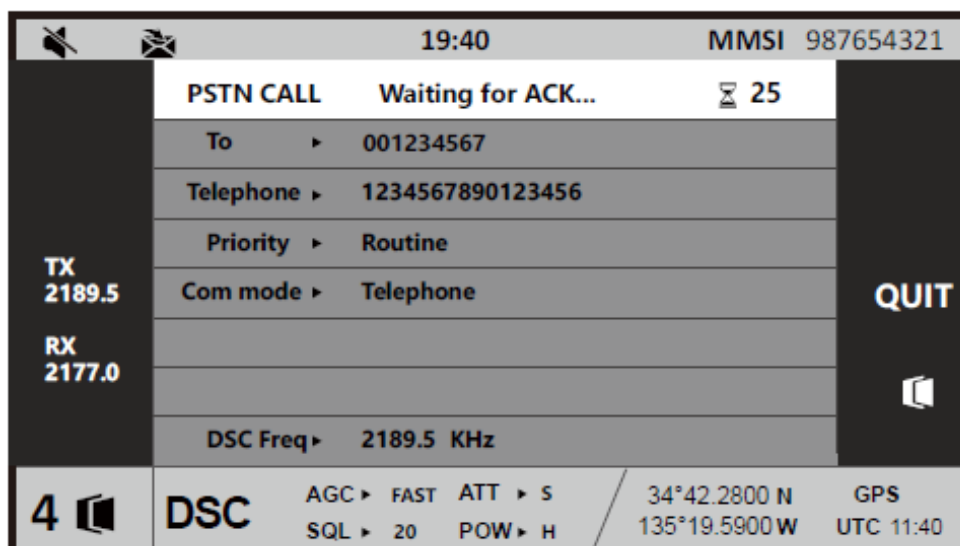 19:40 MMSI 987654321
PSTN CALL Waiting for ACK... 25
To 001234567
Telephone 1234567890123456
Priority Routine
Com mode Telephone
DSC Freq 2189.5 KHz
TX
2189.5
RX
2177.0
QUIT
4 DSC
AGC FAST ATT S
SQL 20 POW H
34°42.2800 N
135°19.5900 W
GPS
UTC 11:40